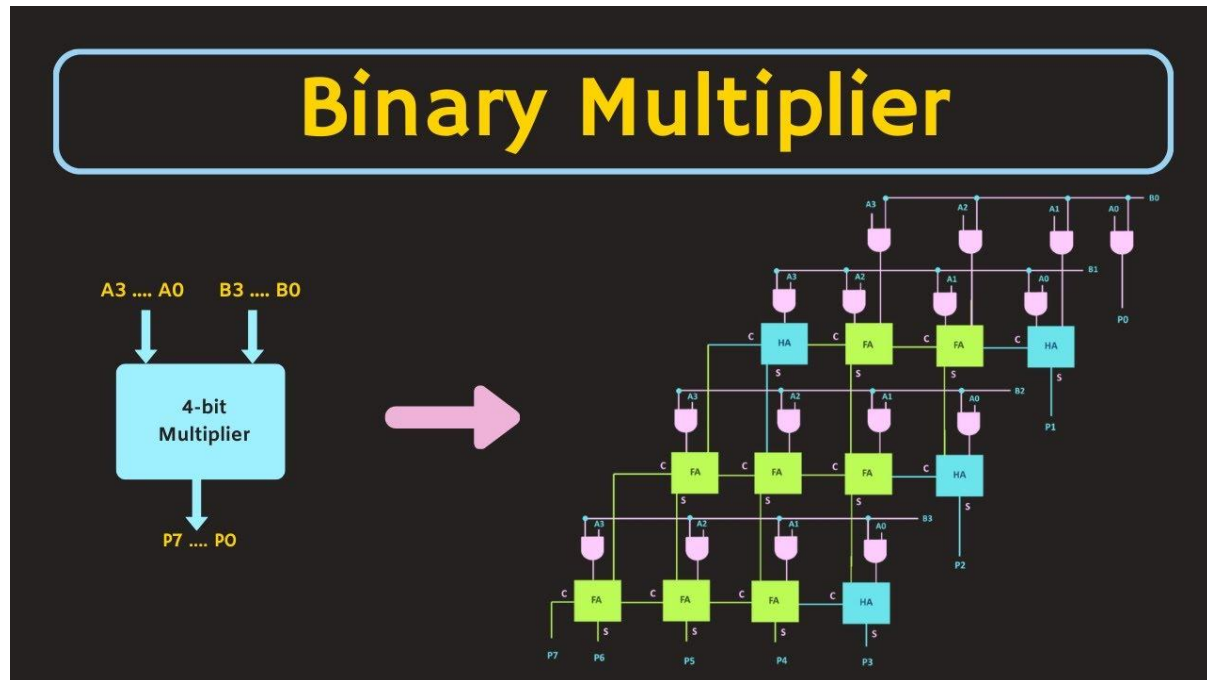 Binary Multiplier
A3 .... A0 B3 .... B0
4-bit
Multiplier
P7 .... P0
A3 A2 A1 A0 B0
A3 A2 A1 A0 B1
P0
C HA C FA C FA C HA
S S S S
P1
A3 A2 A1 A0 B2
C FA C FA C FA C HA
S S S S
P2
A3 A2 A1 A0 B3
C FA C FA C FA C HA
S S S S
P7 P6 P5 P4 P3